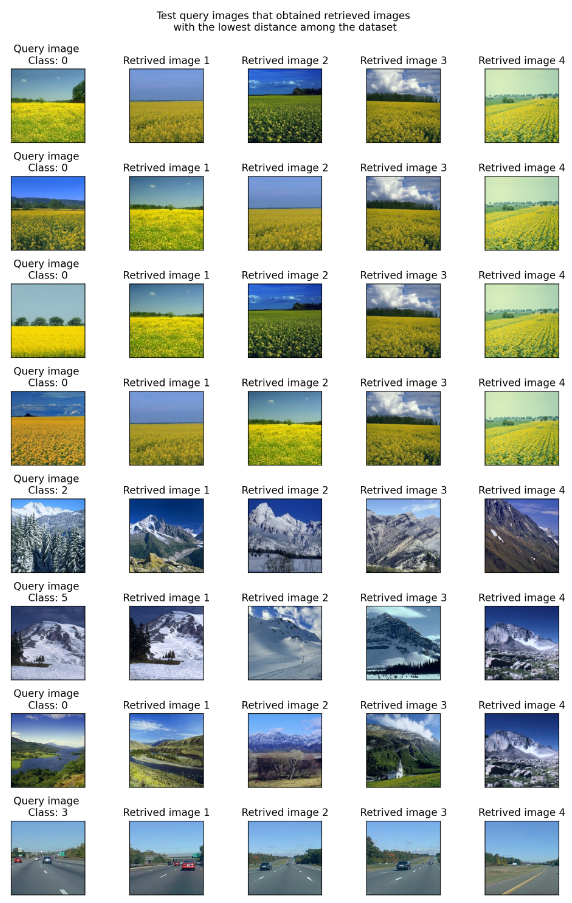 Test query images that obtained retrieved images
with the lowest distance among the dataset
Query image
Class: 0
Retrived image 1
Retrived image 2
Retrived image 3
Retrived image 4
Query image
Class: 0
Retrived image 1
Retrived image 2
Retrived image 3
Retrived image 4
Query image
Class: 0
Retrived image 1
Retrived image 2
Retrived image 3
Retrived image 4
Query image
Class: 0
Retrived image 1
Retrived image 2
Retrived image 3
Retrived image 4
Query image
Class: 2
Retrived image 1
Retrived image 2
Retrived image 3
Retrived image 4
Query image
Class: 5
Retrived image 1
Retrived image 2
Retrived image 3
Retrived image 4
Query image
Class: 0
Retrived image 1
Retrived image 2
Retrived image 3
Retrived image 4
Query image
Class: 3
Retrived image 1
Retrived image 2
Retrived image 3
Retrived image 4